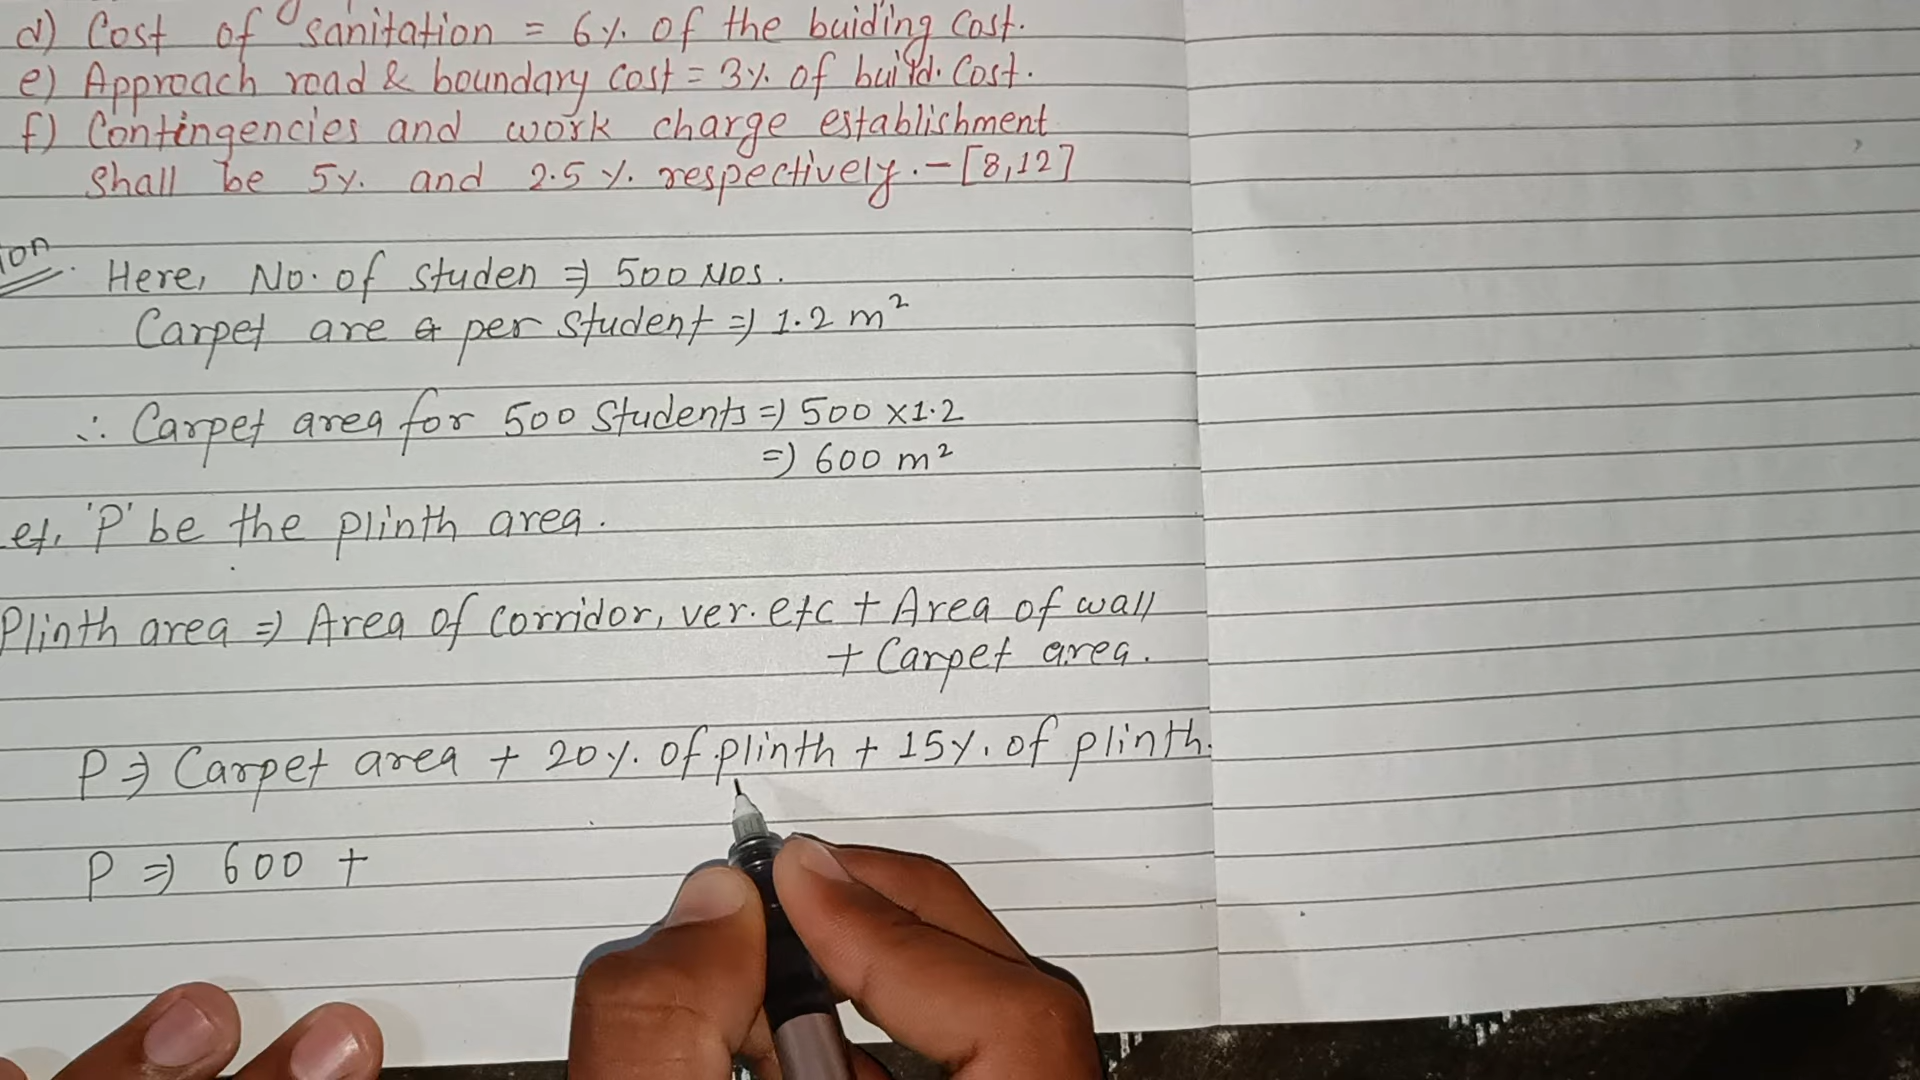 d) Cost of sanitation = 6%. of the buiding cost.
e) Approach road & boundary cost = 3%. of build. Cost.
f) Contingencies and work charge establishment
shall be 5%. and 2.5%. respectively. - [8,12]
ion
Here, No. of studen ⇒ 500 Nos.
Carpet are a per student ⇒ 1.2 m²
∴ Carpet area for 500 Students ⇒ 500 x 1.2
⇒ 600 m²
et, 'P' be the plinth area.
Plinth area ⇒ Area of corridor, ver. etc + Area of wall
+ Carpet area.
P ⇒ Carpet area + 20%. of plinth + 15%. of plinth.
P ⇒ 600 +